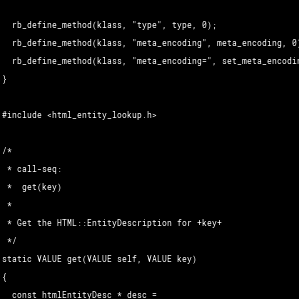 rb_define_method(klass, "type", type, 0);
rb_define_method(klass, "meta_encoding", meta_encoding, 0
rb_define_method(klass, "meta_encoding=", set_meta_encodin
}
#include <html_entity_lookup.h>
/*
* call-seq:
*  get(key)
*
* Get the HTML::EntityDescription for +key+
*/
static VALUE get(VALUE self, VALUE key)
{
const htmlEntityDesc * desc =